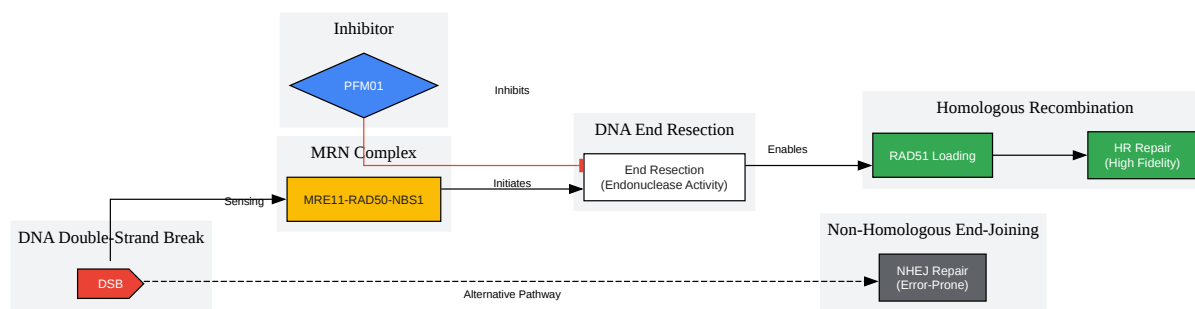 Inhibitor
PFM01
Inhibits
MRN Complex
MRE11-RAD50-NBS1
Sensing
Initiates
DNA End Resection
End Resection
(Endonuclease Activity)
Enables
Homologous Recombination
RAD51 Loading
HR Repair
(High Fidelity)
DNA Double-Strand Break
DSB
Alternative Pathway
Non-Homologous End-Joining
NHEJ Repair
(Error-Prone)